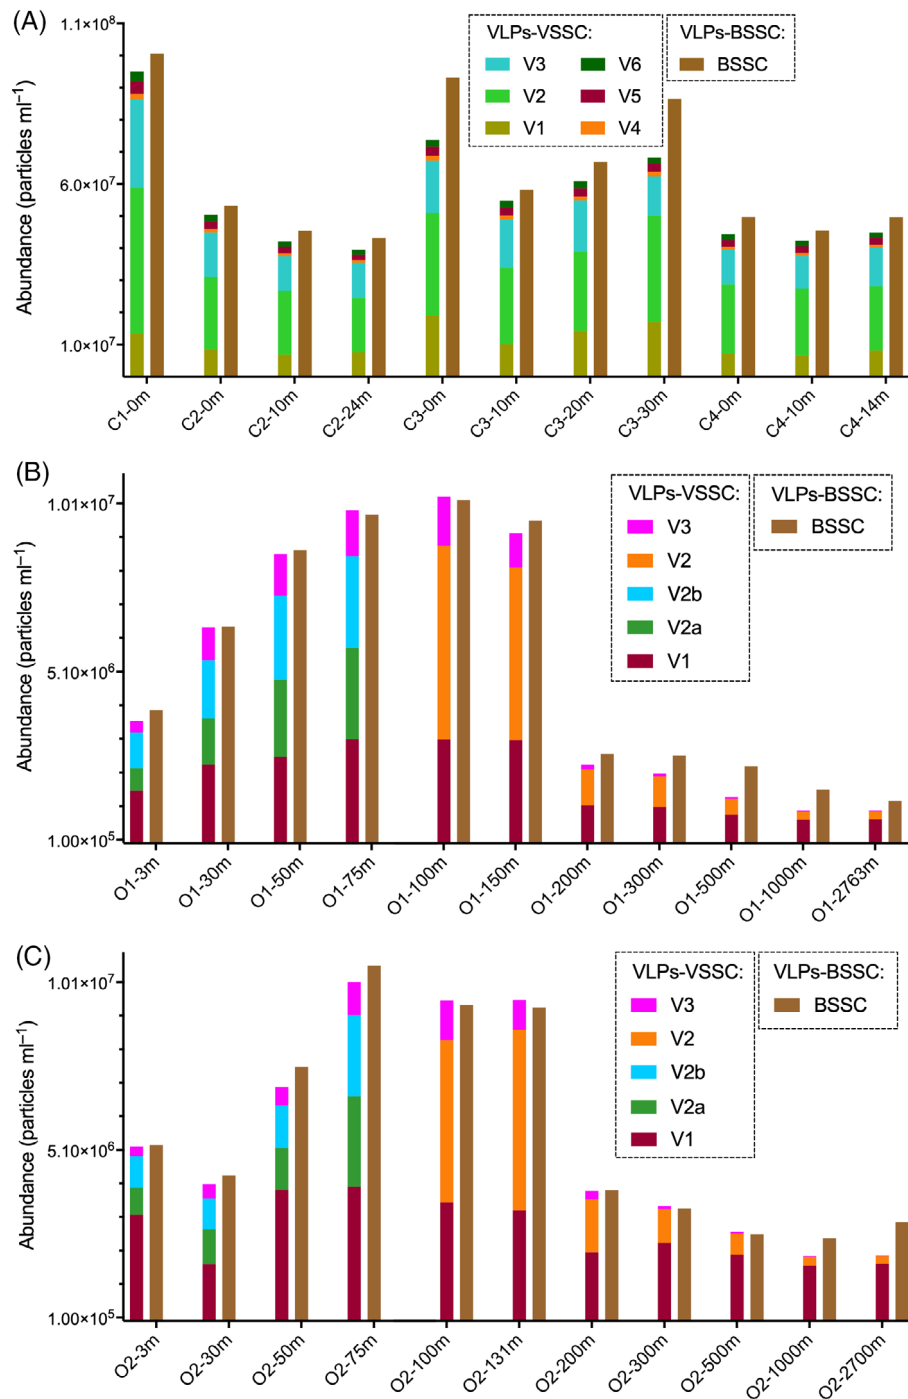 (A)
Abundance (particles ml⁻¹)
1.1×10⁸
6.0×10⁷
1.0×10⁷
VLPs-VSSC: VLPs-BSSC:
V3 V6 BSSC
V2 V5
V1 V4
C1-0m C2-0m C2-10m C2-24m C3-0m C3-10m C3-20m C3-30m C4-0m C4-10m C4-14m
(B)
Abundance (particles ml⁻¹)
1.01×10⁷
5.10×10⁶
1.00×10⁵
VLPs-VSSC: VLPs-BSSC:
V3 BSSC
V2
V2b
V2a
V1
O1-3m O1-30m O1-50m O1-75m O1-100m O1-150m O1-200m O1-300m O1-500m O1-1000m O1-2763m
(C)
Abundance (particles ml⁻¹)
1.01×10⁷
5.10×10⁶
1.00×10⁵
VLPs-VSSC: VLPs-BSSC:
V3 BSSC
V2
V2b
V2a
V1
O2-3m O2-30m O2-50m O2-75m O2-100m O2-131m O2-200m O2-300m O2-500m O2-1000m O2-2700m